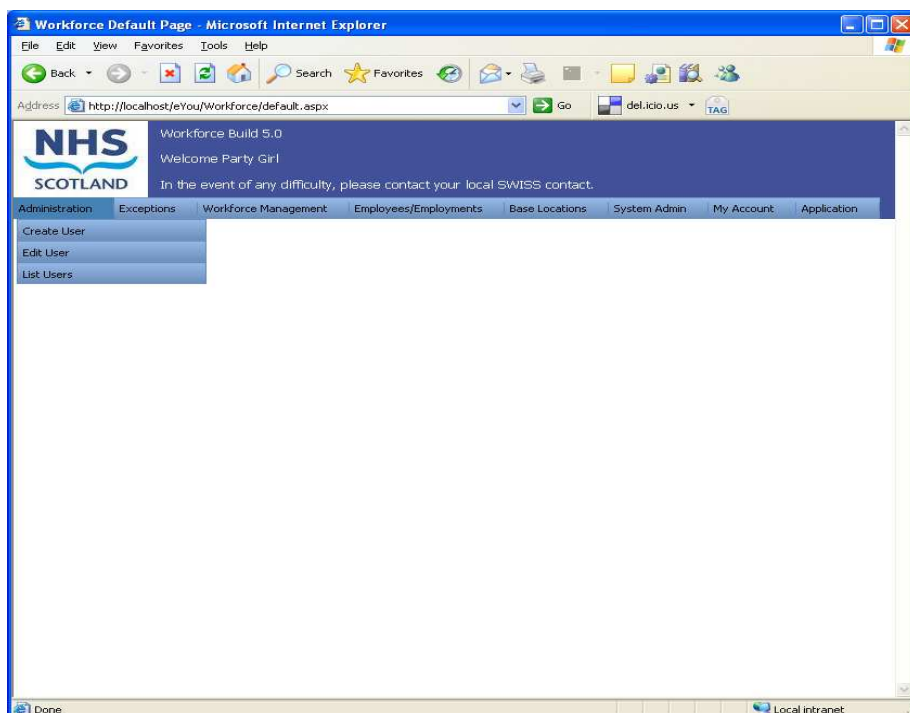 Workforce Default Page - Microsoft Internet Explorer
File Edit View Favorites Tools Help
Back Search Favorites
Address http://localhost/eYou/Workforce/default.aspx Go del.icio.us TAG
NHS
SCOTLAND
Workforce Build 5.0
Welcome Party Girl
In the event of any difficulty, please contact your local SWISS contact.
Administration Exceptions Workforce Management Employees/Employments Base Locations System Admin My Account Application
Create User
Edit User
List Users
Done Local intranet